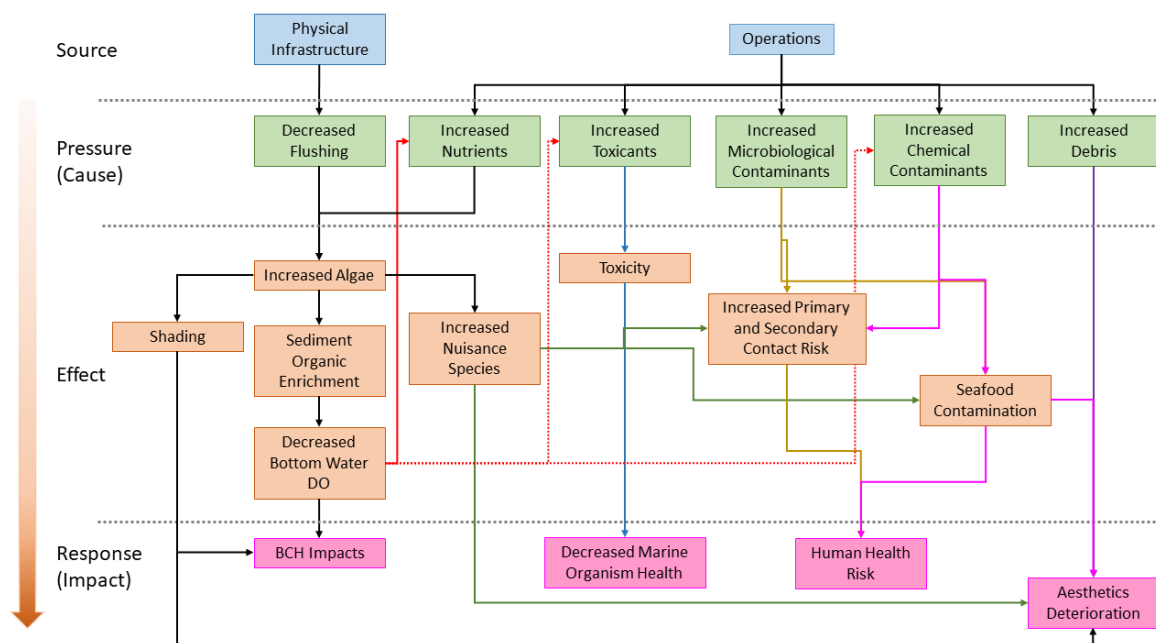 Source
Physical
Infrastructure
Operations
Pressure
(Cause)
Decreased
Flushing
Increased
Nutrients
Increased
Toxicants
Increased
Microbiological
Contaminants
Increased
Chemical
Contaminants
Increased
Debris
Effect
Increased Algae
Toxicity
Shading
Sediment
Organic
Enrichment
Increased
Nuisance
Species
Increased Primary
and Secondary
Contact Risk
Seafood
Contamination
Decreased
Bottom Water
DO
Response
(Impact)
BCH Impacts
Decreased Marine
Organism Health
Human Health
Risk
Aesthetics
Deterioration